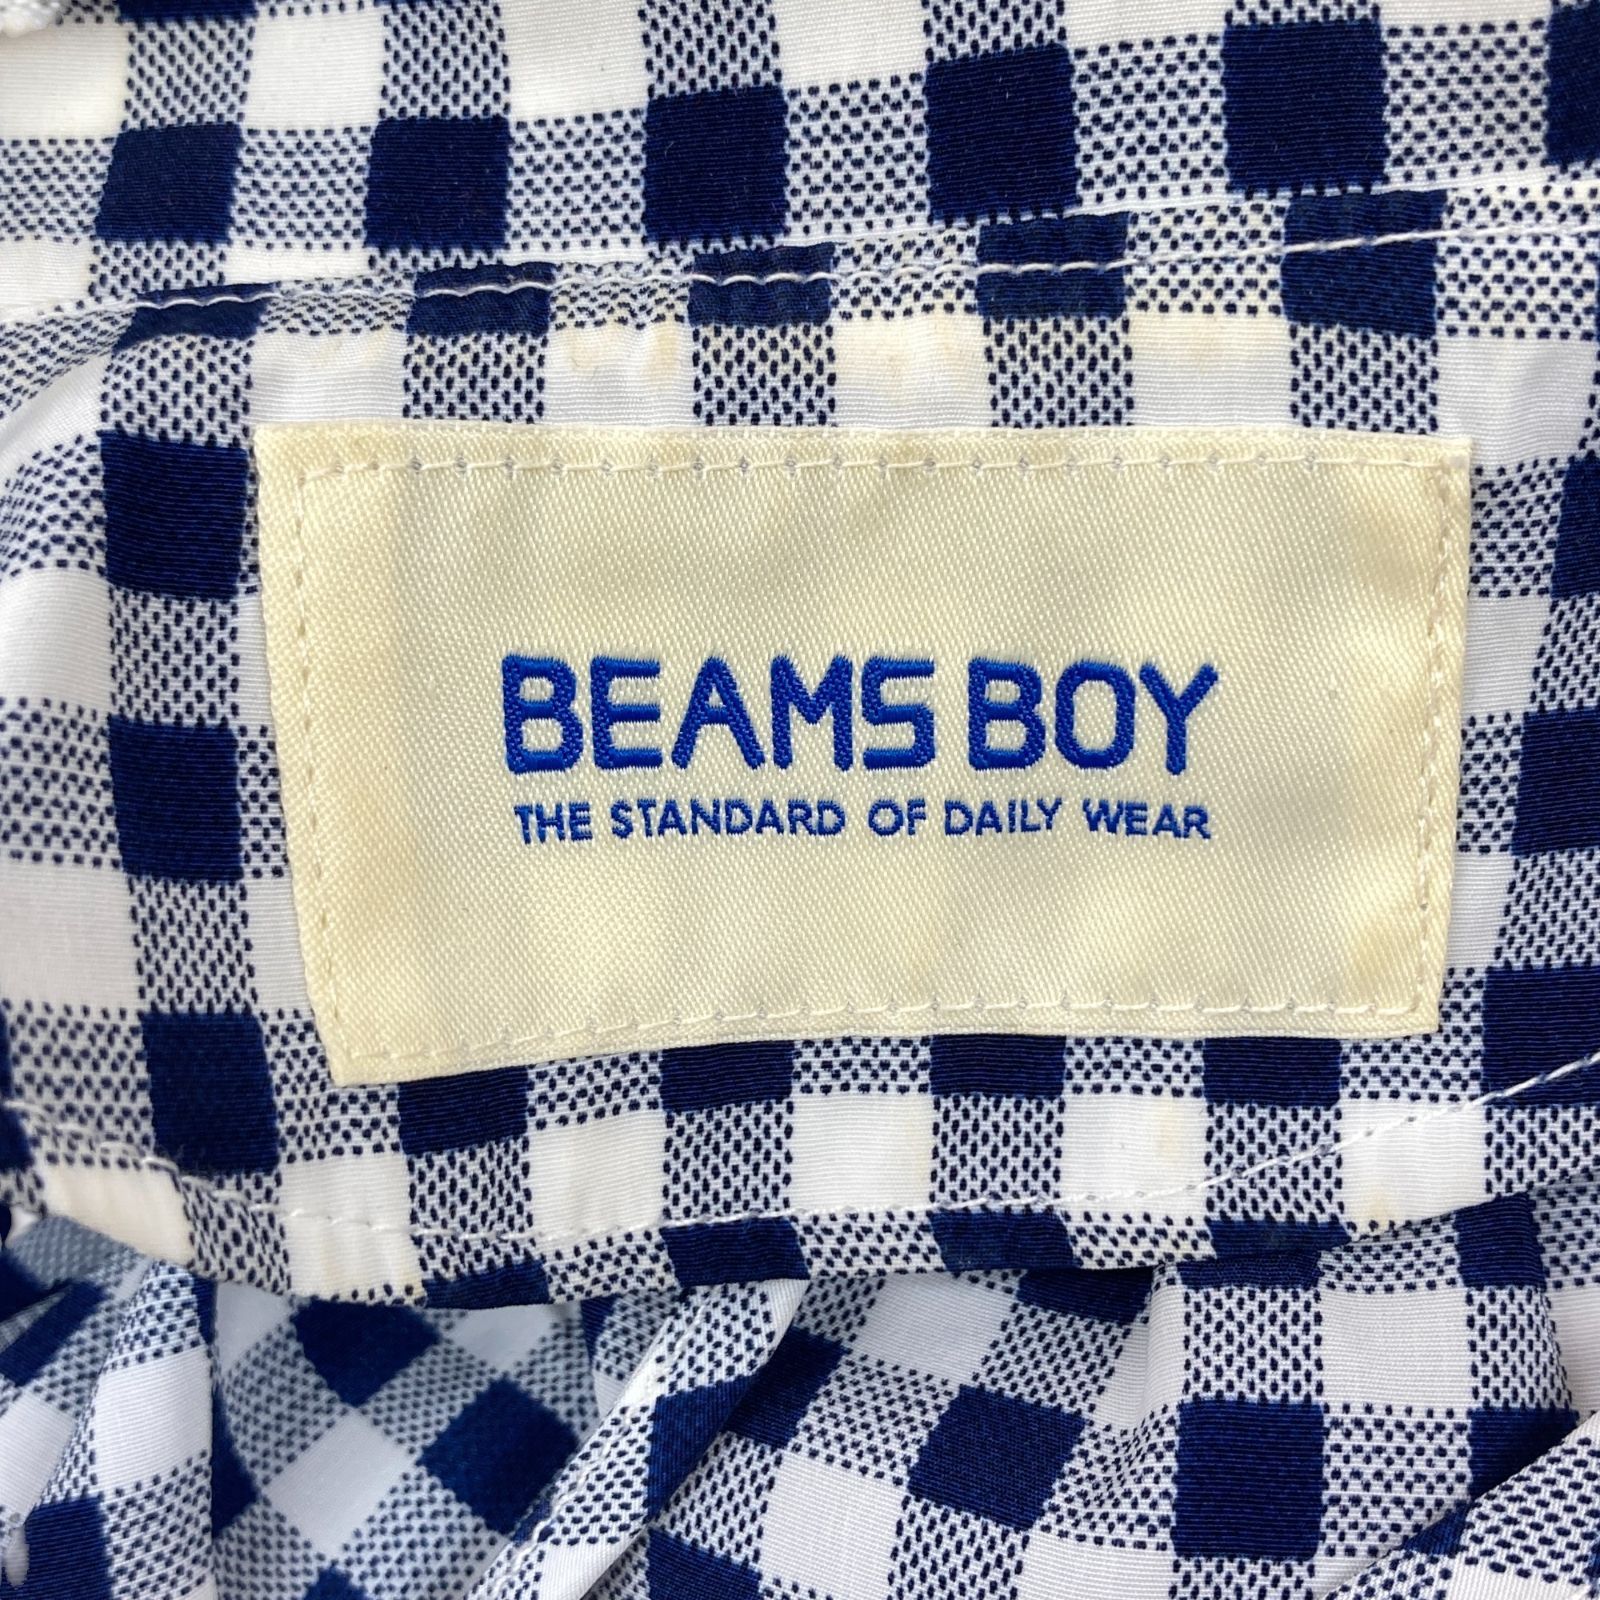 BEAMS BOY
THE STANDARD OF DAILY WEAR